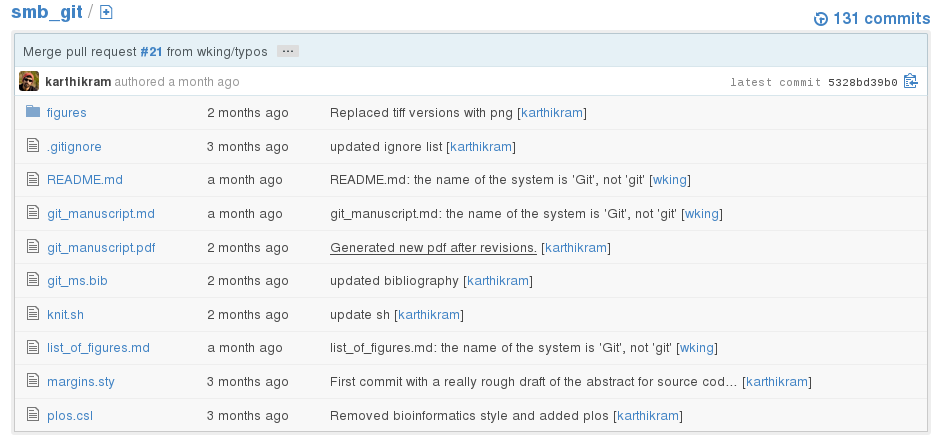 smb_git /
131 commits
Merge pull request #21 from wking/typos ...
karthikram authored a month ago latest commit 5328bd39b0
figures 2 months ago Replaced tiff versions with png [karthikram]
.gitignore 3 months ago updated ignore list [karthikram]
README.md a month ago README.md: the name of the system is 'Git', not 'git' [wking]
git_manuscript.md a month ago git_manuscript.md: the name of the system is 'Git', not 'git' [wking]
git_manuscript.pdf 2 months ago Generated new pdf after revisions. [karthikram]
git_ms.bib 2 months ago updated bibliography [karthikram]
knit.sh 2 months ago update sh [karthikram]
list_of_figures.md a month ago list_of_figures.md: the name of the system is 'Git', not 'git' [wking]
margins.sty 3 months ago First commit with a really rough draft of the abstract for source cod... [karthikram]
plos.csl 3 months ago Removed bioinformatics style and added plos [karthikram]